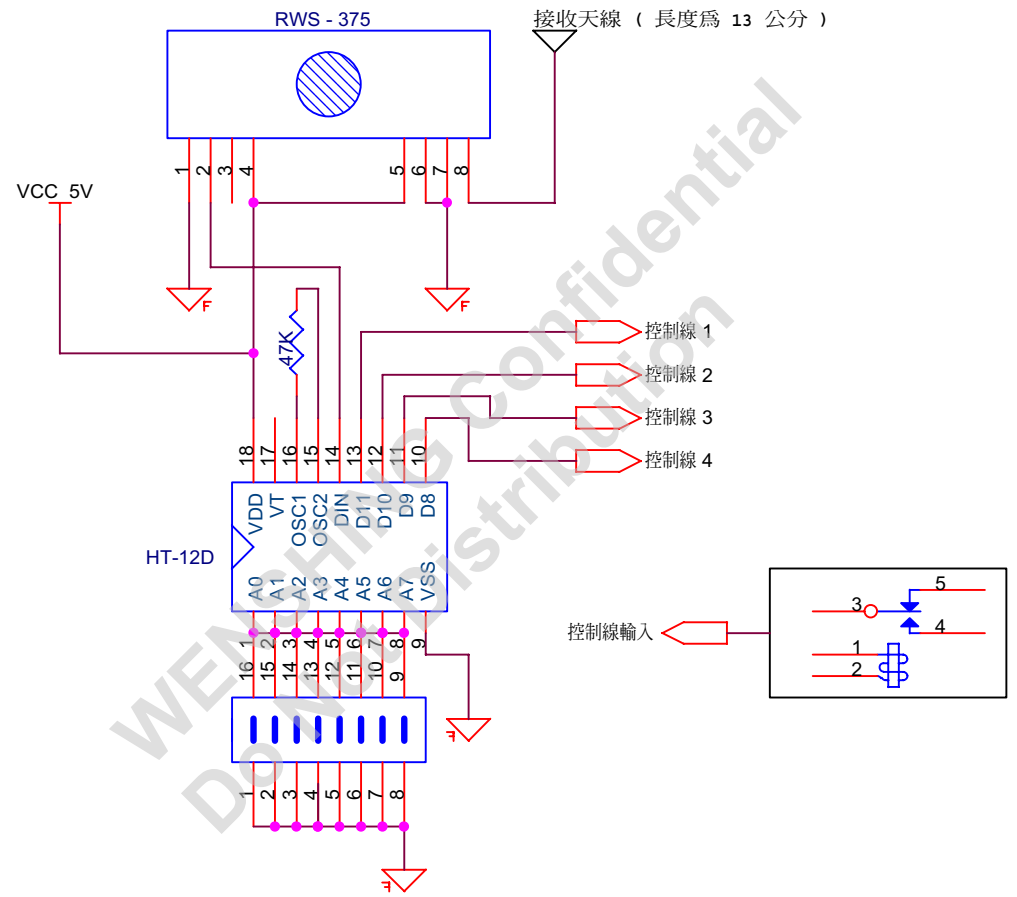 RWS - 375
接收天線 ( 長度爲 13 公分 )
1 2 3 4 5 6 7 8
VCC 5V
F F
47K
控制線 1
控制線 2
控制線 3
控制線 4
18 17 16 15 14 13 12 11 10
VDD VT OSC1 OSC2 DIN D11 D10 D9 D8
HT-12D
A0 A1 A2 A3 A4 A5 A6 A7 VSS
1 2 3 4 5 6 7 8 9
16 15 14 13 12 11 10 9
F
1 2 3 4 5 6 7 8
F
控制線輸入
5
3
4
1
2
WENSHING Confidential
Do Not Distribution